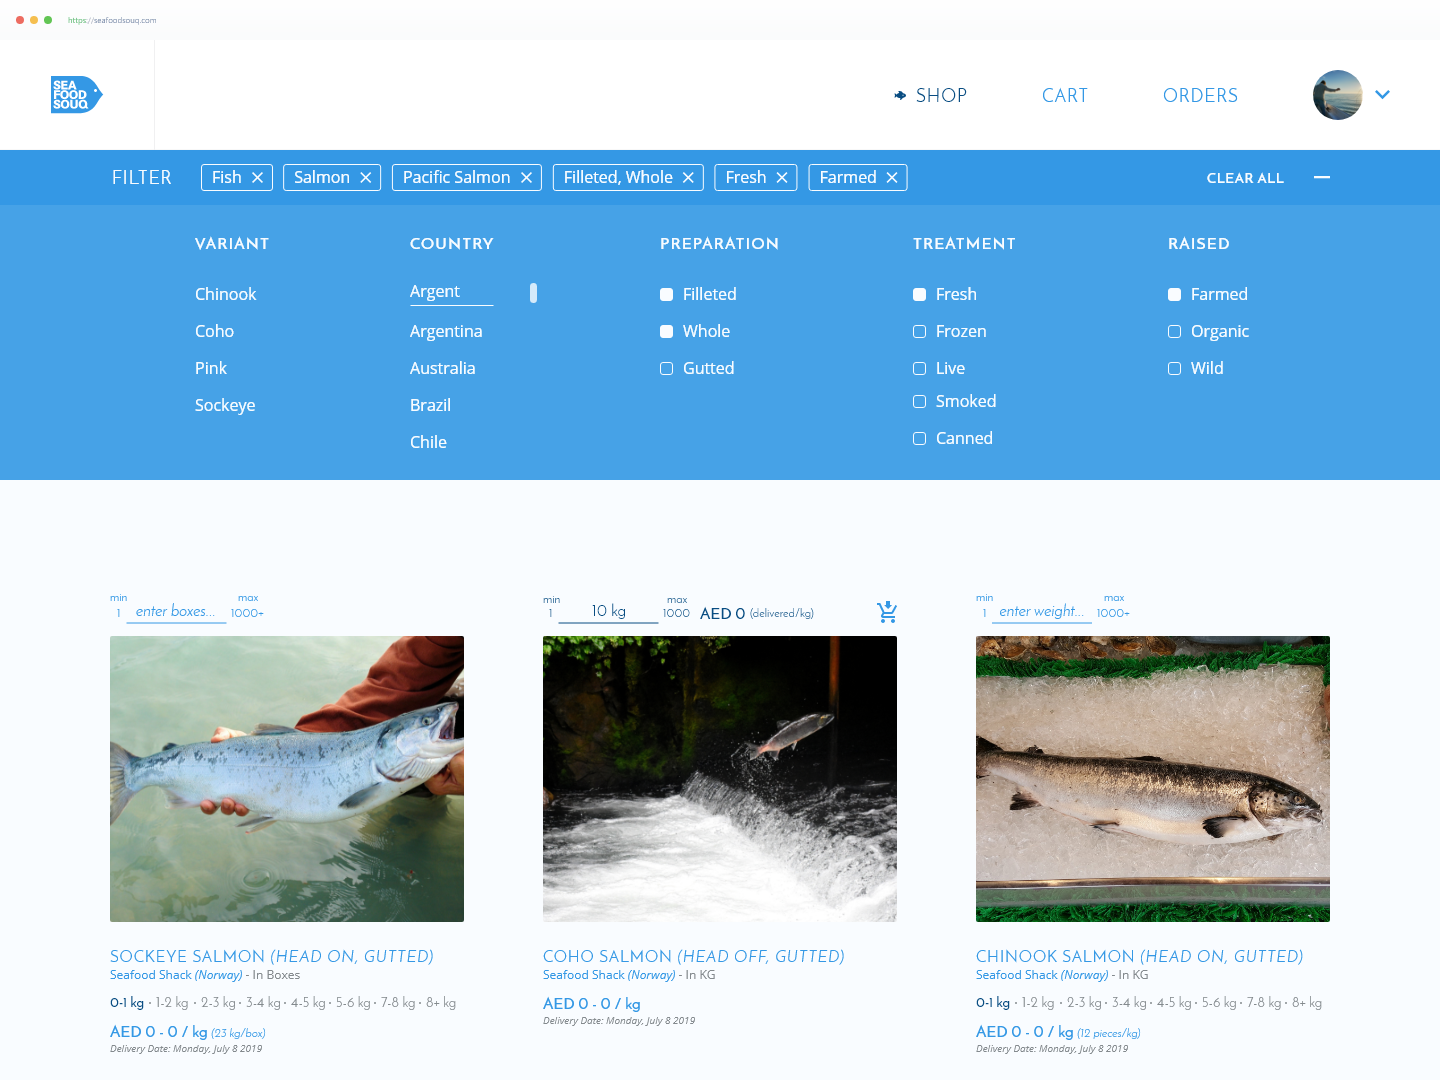 https://seafoodsouq.com
SEA
FOOD
SOUQ
SHOP
CART
ORDERS
FILTER
Fish
Salmon
Pacific Salmon
Filleted, Whole
Fresh
Farmed
CLEAR ALL
VARIANT
Chinook
Coho
Pink
Sockeye
COUNTRY
Argent
Argentina
Australia
Brazil
Chile
PREPARATION
Filleted
Whole
Gutted
TREATMENT
Fresh
Frozen
Live
Smoked
Canned
RAISED
Farmed
Organic
Wild
min
1
enter boxes...
max
1000+
SOCKEYE SALMON (HEAD ON, GUTTED)
Seafood Shack (Norway) - In Boxes
0-1 kg · 1-2 kg · 2-3 kg · 3-4 kg · 4-5 kg · 5-6 kg · 7-8 kg · 8+ kg
AED 0 - 0 / kg (23 kg/box)
Delivery Date: Monday, July 8 2019
min
1
10 kg
max
1000
AED 0 (delivered/kg)
COHO SALMON (HEAD OFF, GUTTED)
Seafood Shack (Norway) - In KG
AED 0 - 0 / kg
Delivery Date: Monday, July 8 2019
min
1
enter weight...
max
1000+
CHINOOK SALMON (HEAD ON, GUTTED)
Seafood Shack (Norway) - In KG
0-1 kg · 1-2 kg · 2-3 kg · 3-4 kg · 4-5 kg · 5-6 kg · 7-8 kg · 8+ kg
AED 0 - 0 / kg (12 pieces/kg)
Delivery Date: Monday, July 8 2019